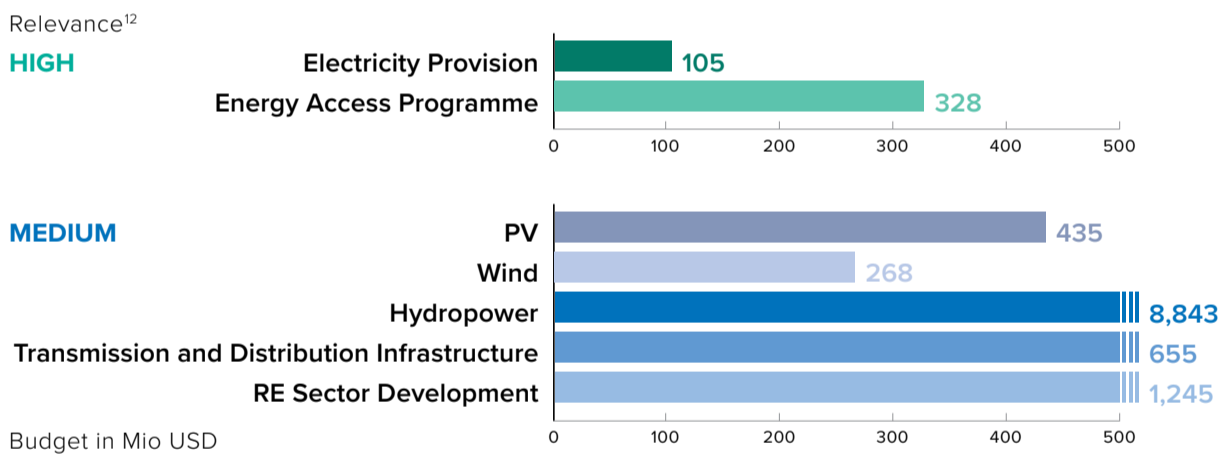 Relevance¹²
HIGH
Electricity Provision 105
Energy Access Programme 328
0 100 200 300 400 500
MEDIUM
PV 435
Wind 268
Hydropower 8,843
Transmission and Distribution Infrastructure 655
RE Sector Development 1,245
0 100 200 300 400 500
Budget in Mio USD